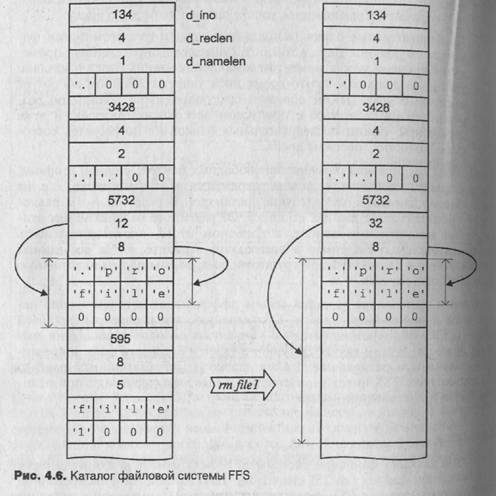 134 d_ino 134
4 d_reclen 4
1 d_namelen 1
'.' 0 0 0 '.' 0 0 0
3428 3428
4 4
2 2
'.' '.' 0 0 '.' '.' 0 0
5732 5732
12 32
8 8
'.' 'p' 'r' 'o' '.' 'p' 'r' 'o'
'f' 'i' 'l' 'e' 'f' 'i' 'l' 'e'
0 0 0 0 0 0 0 0
595
8
5
rm file1
'f' 'i' 'l' 'e'
'1' 0 0 0
Рис. 4.6. Каталог файловой системы FFS